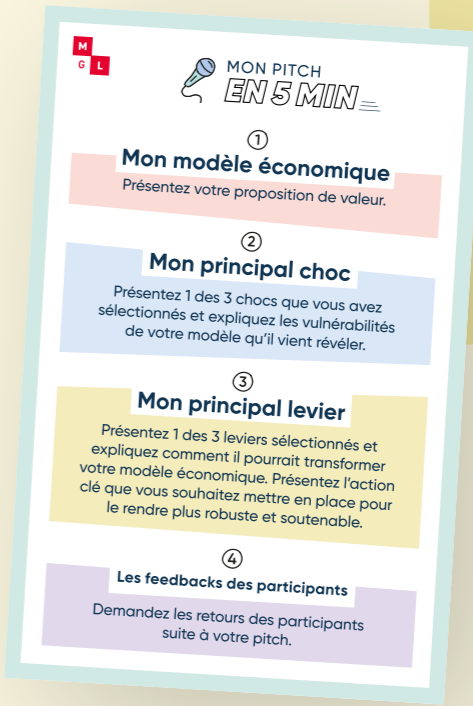 M
G L
MON PITCH
EN 5 MIN
1
Mon modèle économique
Présentez votre proposition de valeur.
2
Mon principal choc
Présentez 1 des 3 chocs que vous avez
sélectionnés et expliquez les vulnérabilités
de votre modèle qu'il vient révéler.
3
Mon principal levier
Présentez 1 des 3 leviers sélectionnés et
expliquez comment il pourrait transformer
votre modèle économique. Présentez l'action
clé que vous souhaitez mettre en place pour
le rendre plus robuste et soutenable.
4
Les feedbacks des participants
Demandez les retours des participants
suite à votre pitch.